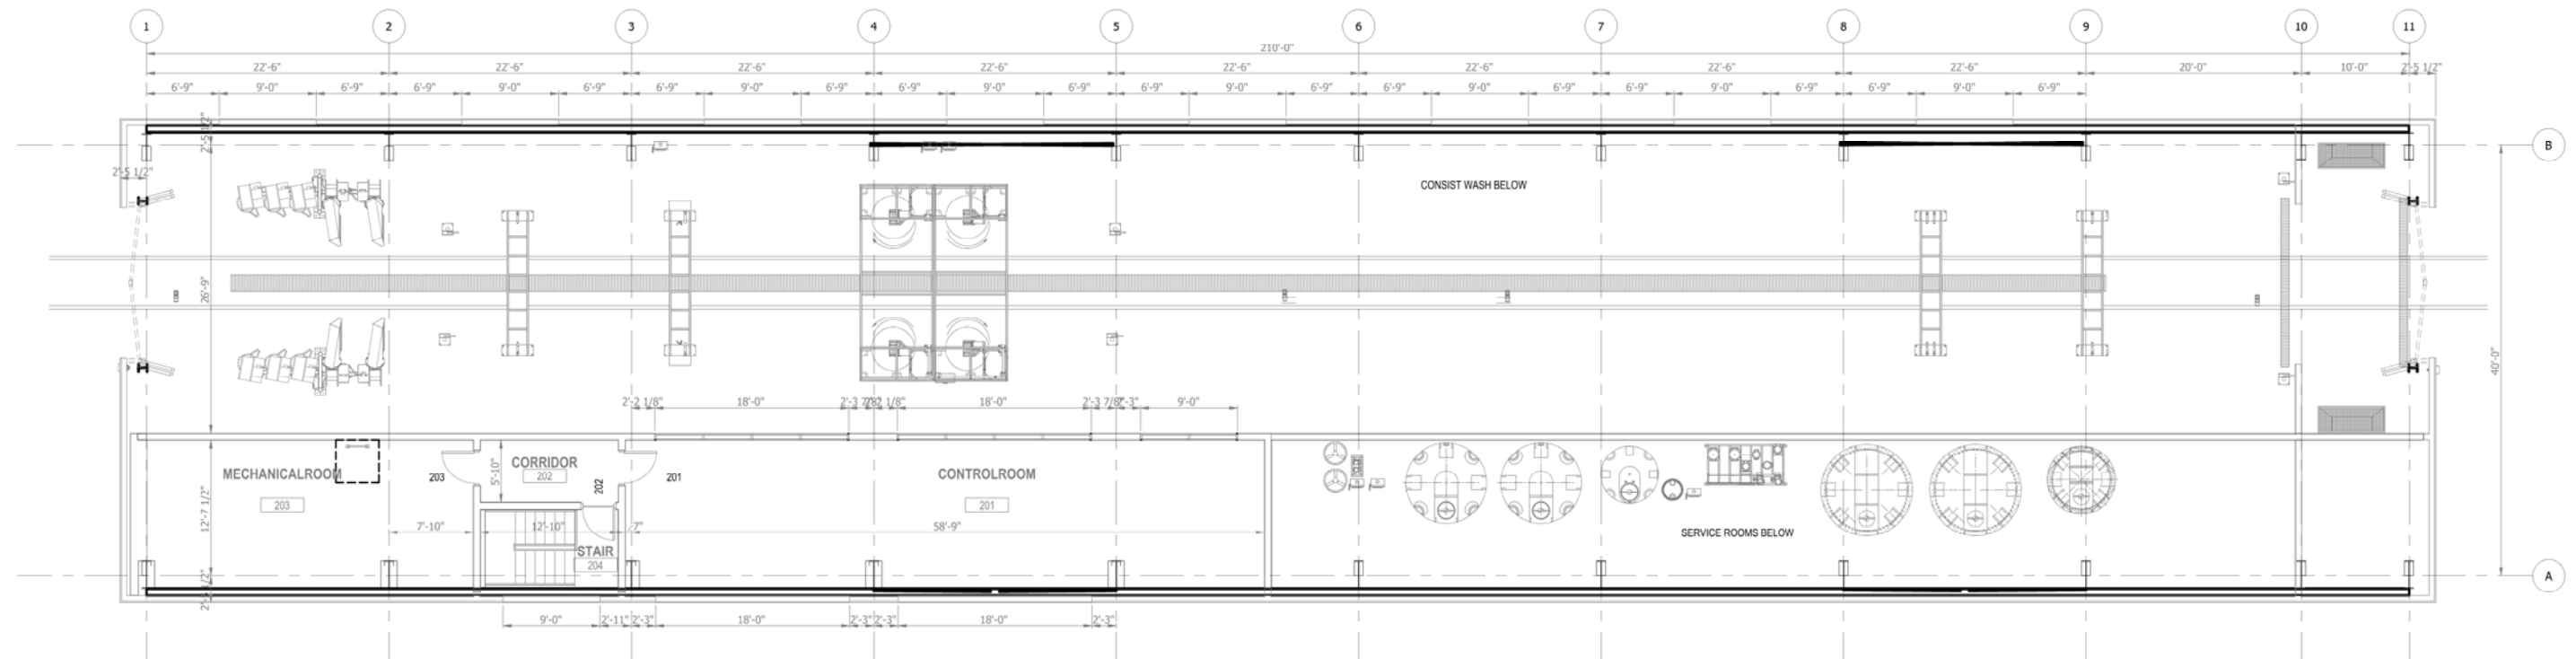 1 2 3 4 5 6 7 8 9 10 11
210'-0"
22'-6" 22'-6" 22'-6" 22'-6" 22'-6" 22'-6" 22'-6" 22'-6" 20'-0" 10'-0" 2'-5 1/2"
6'-9" 9'-0" 6'-9" 6'-9" 9'-0" 6'-9" 6'-9" 9'-0" 6'-9" 6'-9" 9'-0" 6'-9" 6'-9" 9'-0" 6'-9" 6'-9" 9'-0" 6'-9" 6'-9" 9'-0" 6'-9" 6'-9" 9'-0" 6'-9"
2'-5 1/2"
B
2'-5 1/2"
CONSIST WASH BELOW
26'-9"
40'-0"
2'-2 1/8" 18'-0" 2'-3 7/8" 18'-0" 2'-3 7/8" 2'-3" 9'-0"
MECHANICALROOM
203
203
CORRIDOR
202
5'-10"
202
201
CONTROLROOM
201
12'-7 1/2"
7'-10" 12'-10" 7" 58'-9"
SERVICE ROOMS BELOW
STAIR
204
A
9'-0" 2'-11" 2'-3" 18'-0" 2'-3" 2'-3" 18'-0" 2'-3"